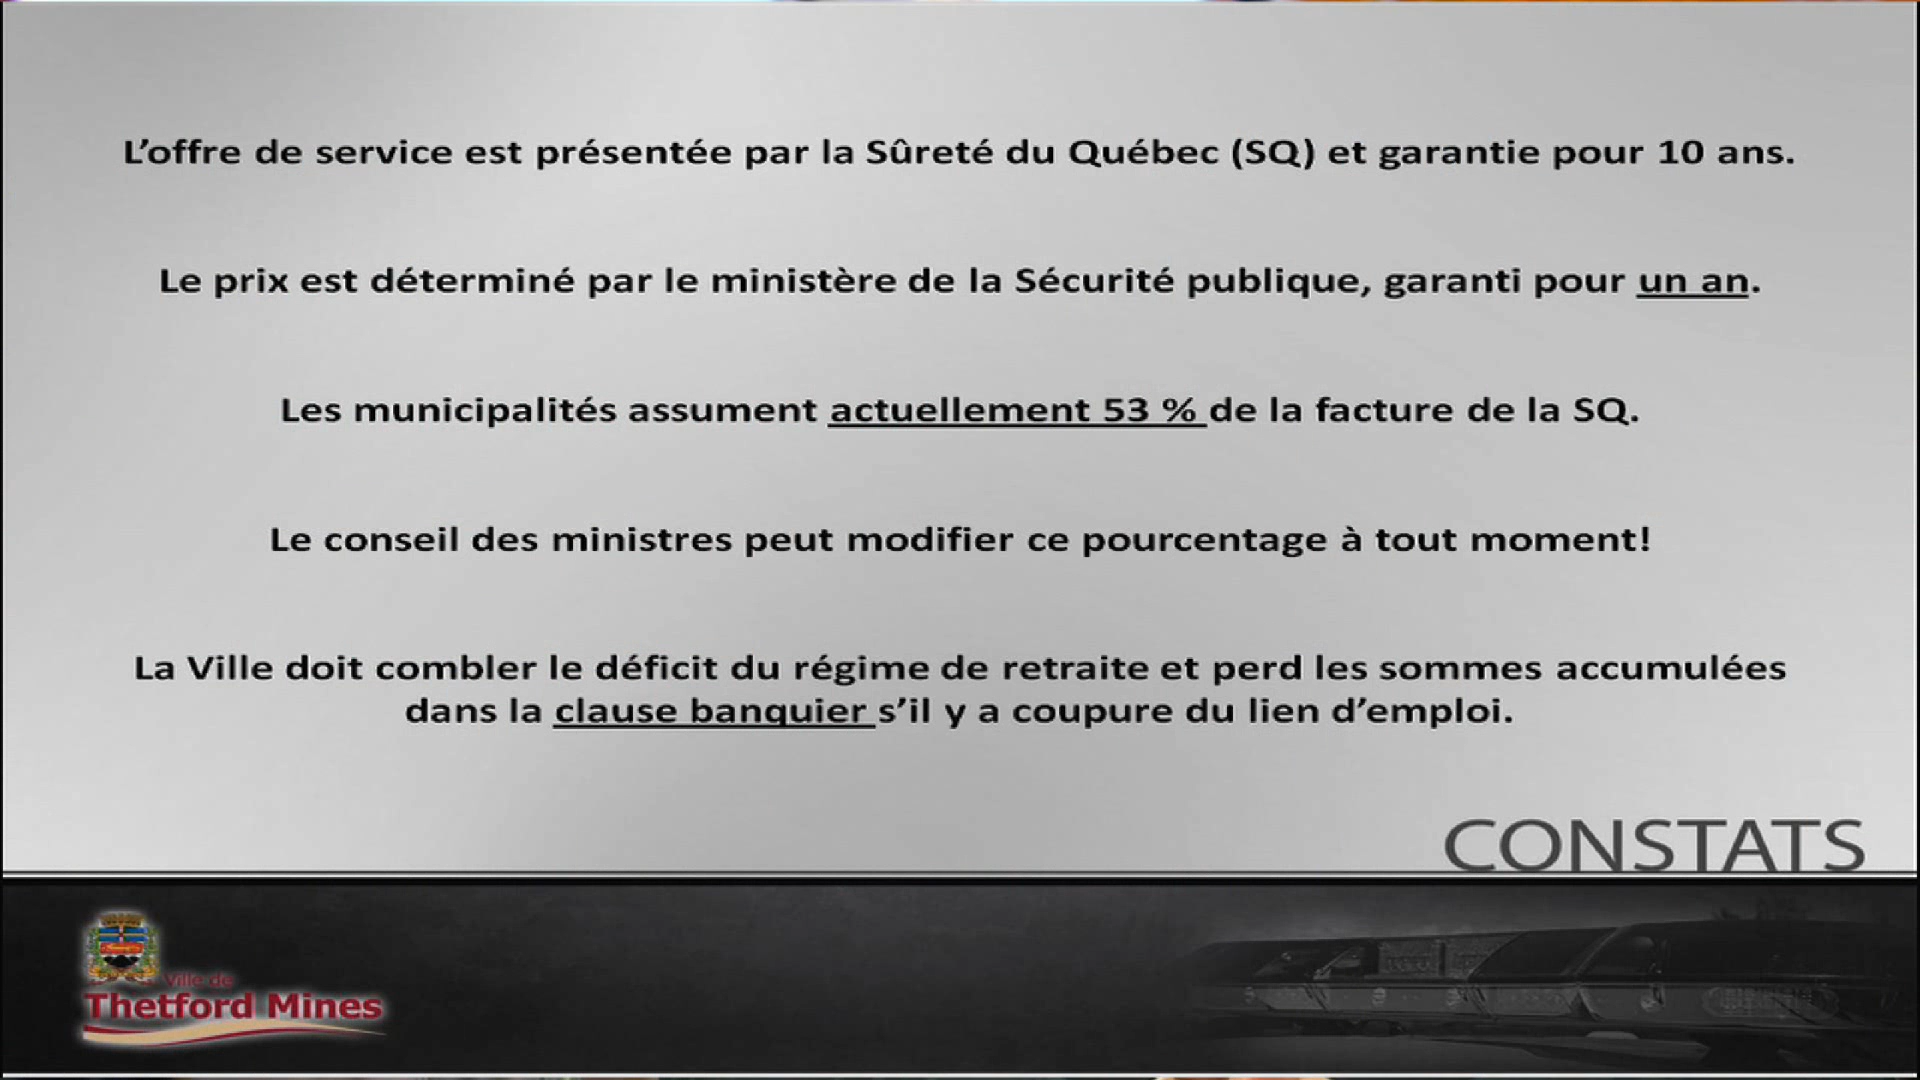 L’offre de service est présentée par la Sûreté du Québec (SQ) et garantie pour 10 ans.
Le prix est déterminé par le ministère de la Sécurité publique, garanti pour un an.
Les municipalités assument actuellement 53 % de la facture de la SQ.
Le conseil des ministres peut modifier ce pourcentage à tout moment!
La Ville doit combler le déficit du régime de retraite et perd les sommes accumulées
dans la clause banquier s’il y a coupure du lien d’emploi.
CONSTATS
Ville de
Thetford Mines